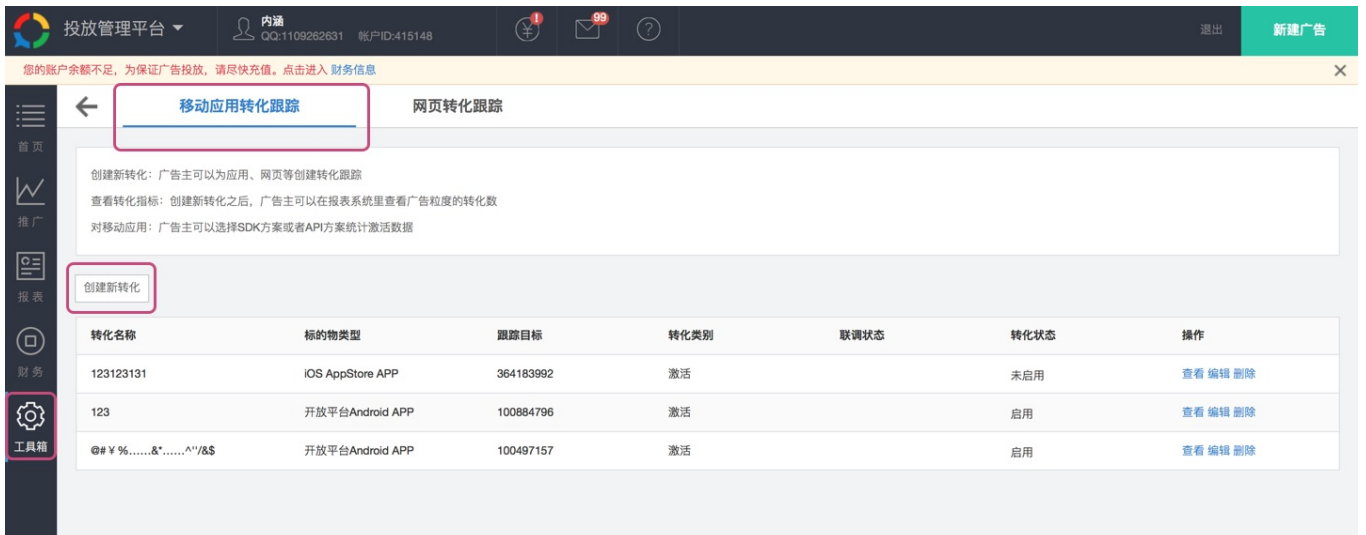 投放管理平台
内涵
QQ:1109262631 帐户ID:415148
!
99
?
退出
新建广告
您的账户余额不足，为保证广告投放，请尽快充值。点击进入 财务信息
首页
推广
报表
财务
工具箱
移动应用转化跟踪 网页转化跟踪
创建新转化：广告主可以为应用、网页等创建转化跟踪
查看转化指标：创建新转化之后，广告主可以在报表系统里查看广告粒度的转化数
对移动应用：广告主可以选择SDK方案或者API方案统计激活数据
创建新转化
转化名称 标的物类型 跟踪目标 转化类别 联调状态 转化状态 操作
123123131 iOS AppStore APP 364183992 激活 未启用 查看 编辑 删除
123 开放平台Android APP 100884796 激活 启用 查看 编辑 删除
@#￥%……&*……^''/&$ 开放平台Android APP 100497157 激活 启用 查看 编辑 删除